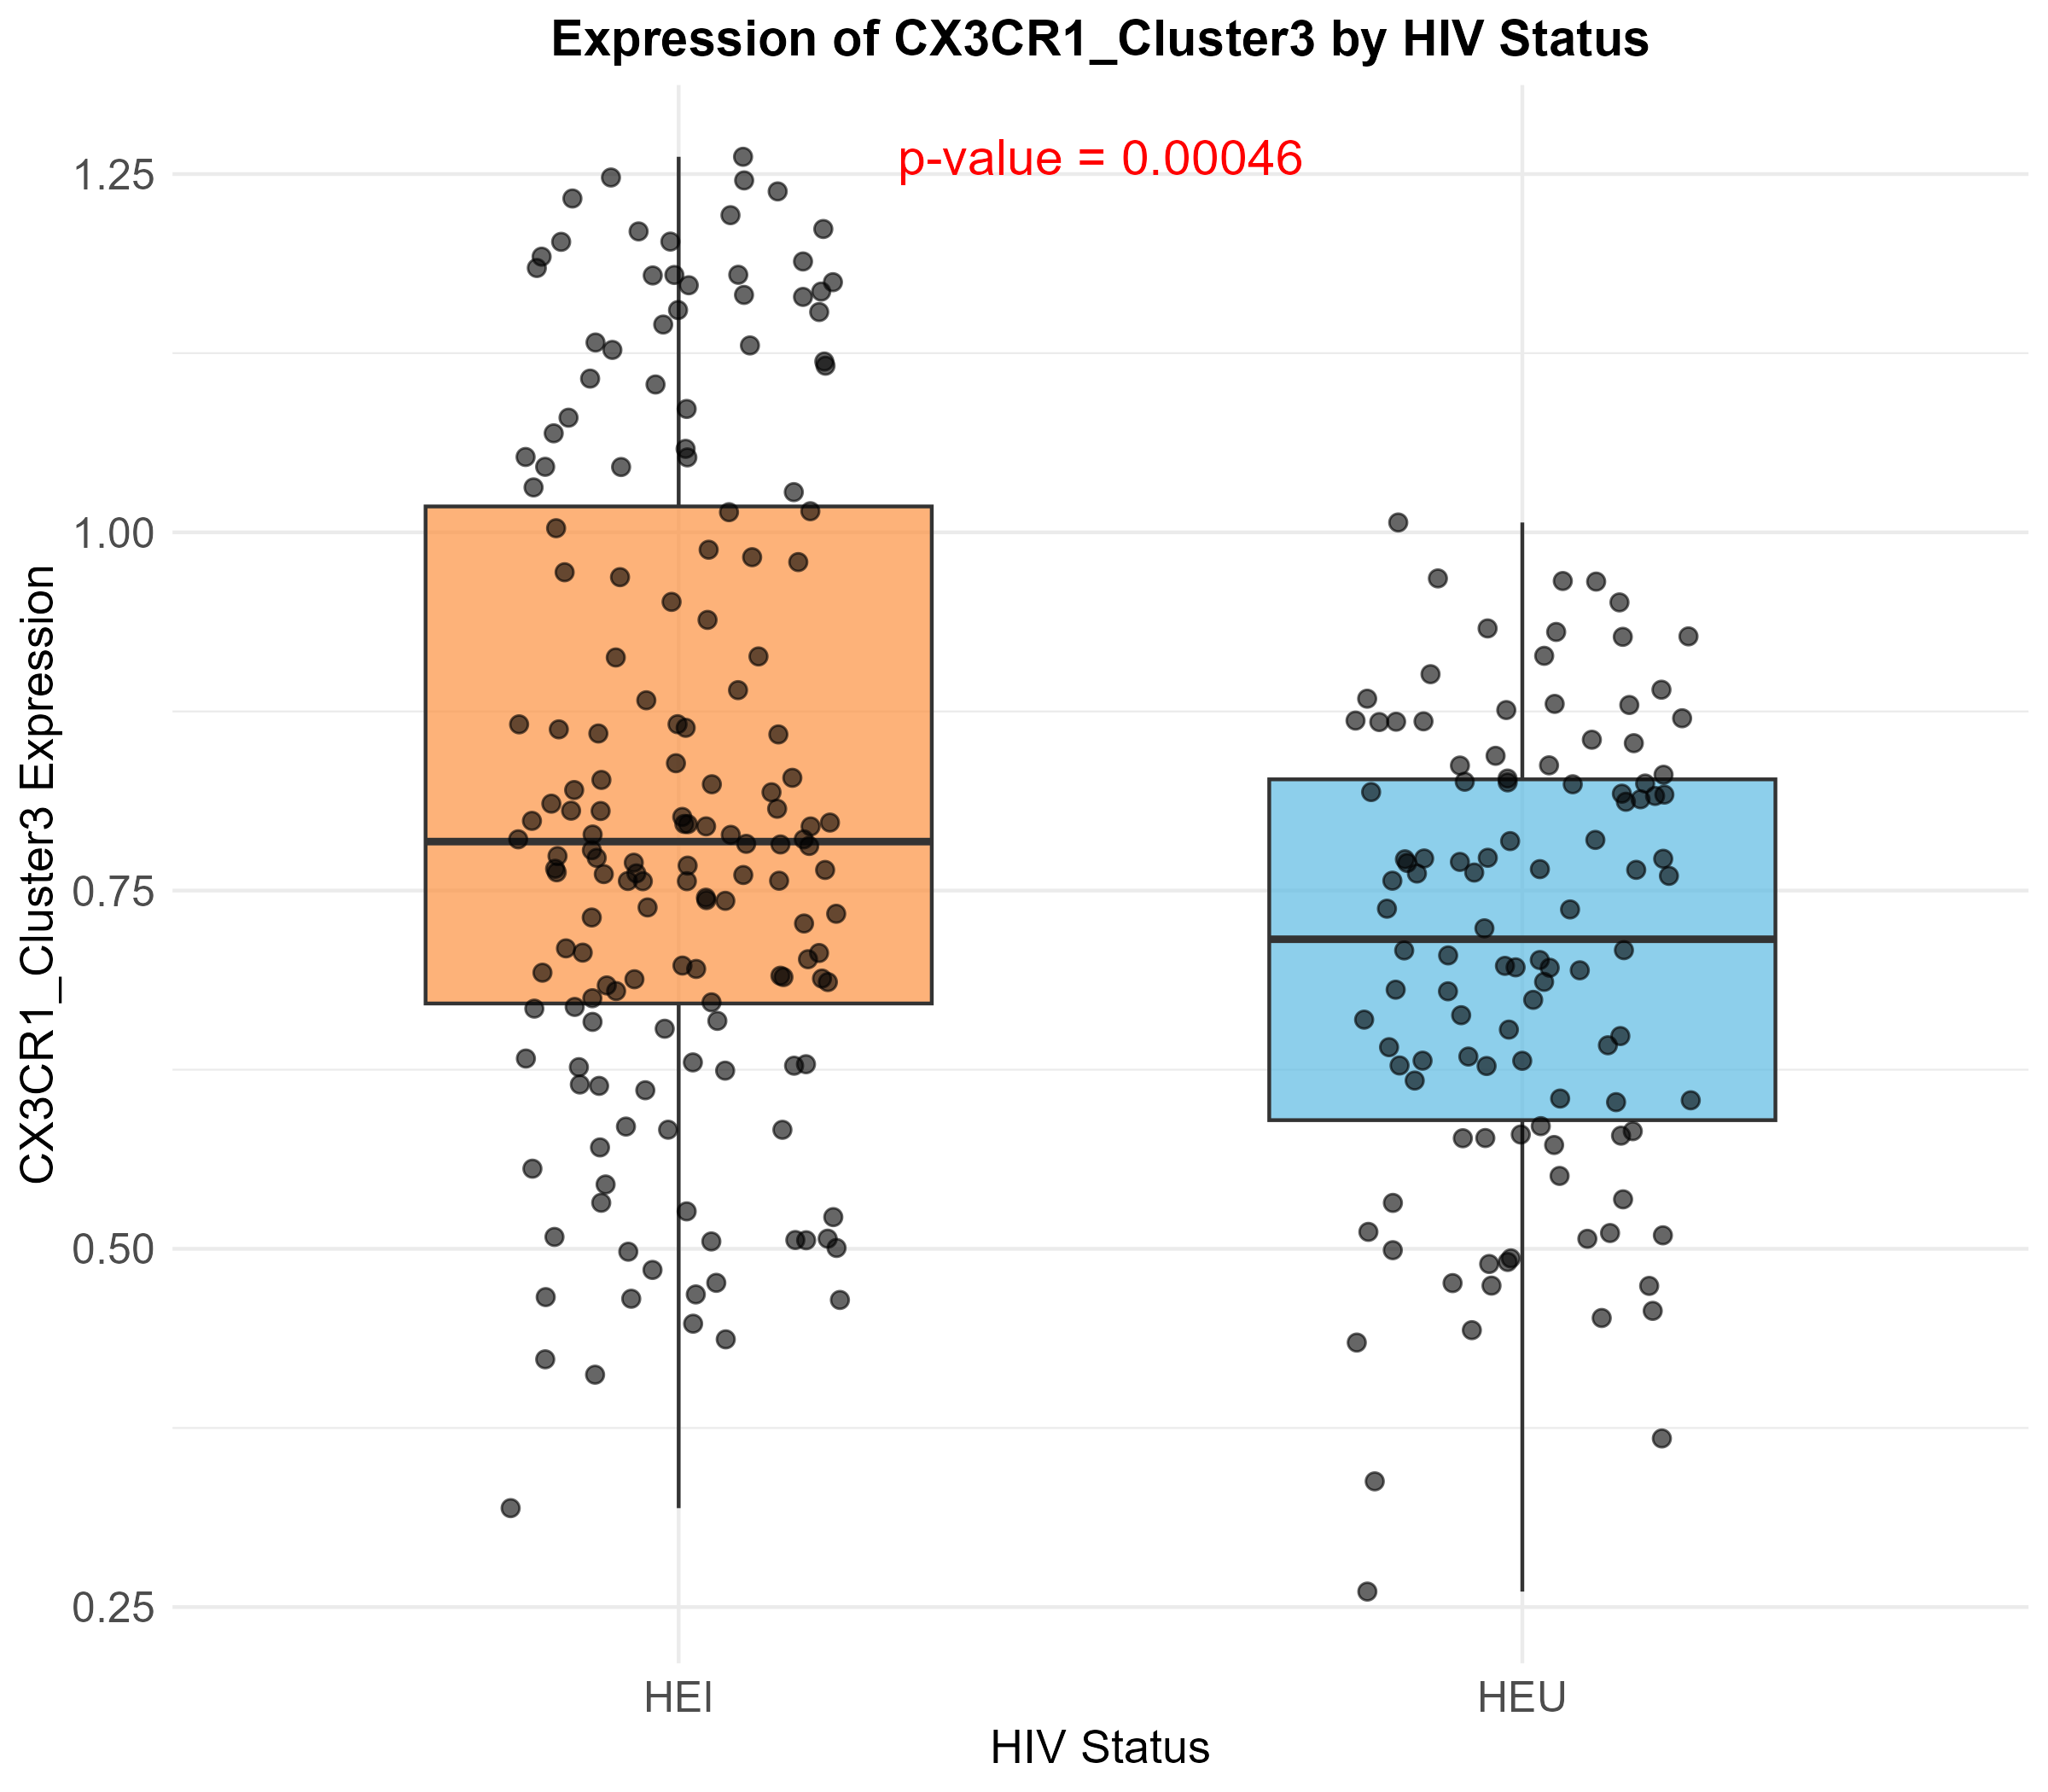 Expression of CX3CR1_Cluster3 by HIV Status
p-value = 0.00046
1.25
1.00
0.75
0.50
0.25
CX3CR1_Cluster3 Expression
HEI
HEU
HIV Status